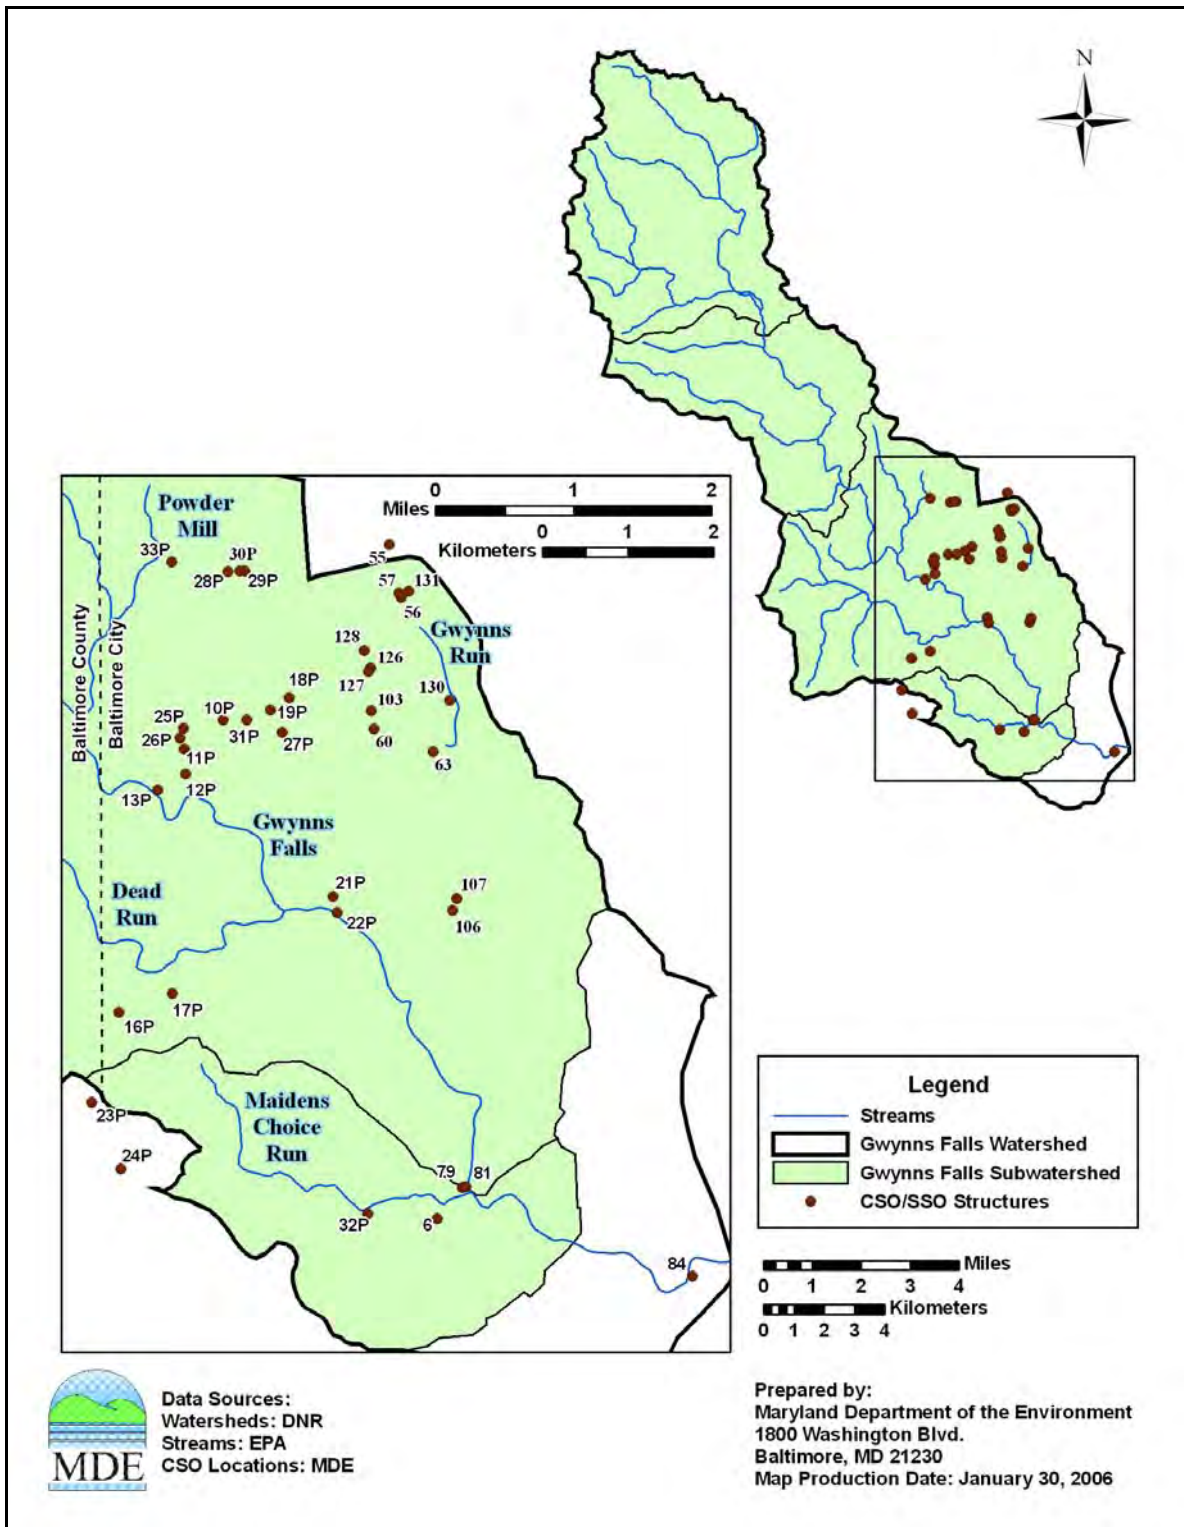 N
Powder
Mill
0 1 2
Miles
0 1 2
Kilometers
33P
30P
28P
29P
55
57
131
56
Gwynns
Run
128
126
127
130
18P
103
10P
19P
25P
31P
60
26P
27P
11P
63
12P
13P
Baltimore County
Baltimore City
Gwynns
Falls
Dead
Run
21P
107
22P
106
17P
16P
Maidens
Choice
Run
23P
24P
79
81
32P
6
84
Legend
Streams
Gwynns Falls Watershed
Gwynns Falls Subwatershed
CSO/SSO Structures
Miles
0 1 2 3 4
Kilometers
0 1 2 3 4
MDE
Data Sources:
Watersheds: DNR
Streams: EPA
CSO Locations: MDE
Prepared by:
Maryland Department of the Environment
1800 Washington Blvd.
Baltimore, MD 21230
Map Production Date: January 30, 2006